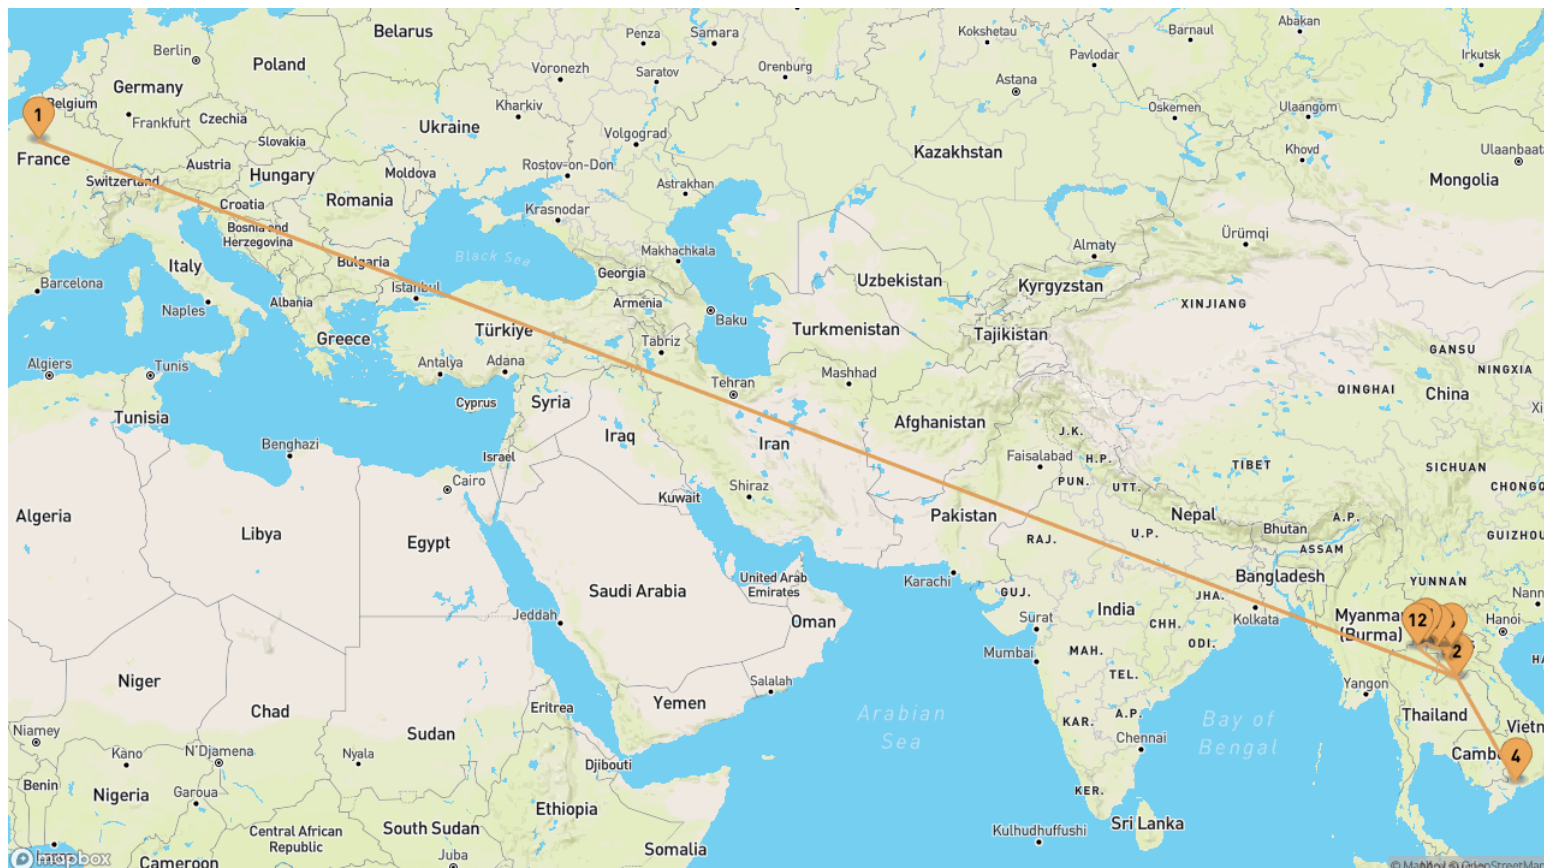 Belarus
Penza
Samara
Kokshetau
Barnaul
Abakan
Irkutsk
Berlin
Poland
Voronezh
Saratov
Orenburg
Pavlodar
Astana
Germany
Belgium
1
Frankfurt
Czechia
Kharkiv
Ukraine
Volgograd
Oskemen
Ulaangom
France
Slovakia
Austria
Hungary
Moldova
Rostov-on-Don
Kazakhstan
Khovd
Ulaanbaat
Switzerland
Croatia
Romania
Astrakhan
Mongolia
Krasnodar
Bosnia and
Herzegovina
Black Sea
Makhachkala
Almaty
Ürümqi
Italy
Bulgaria
Georgia
Uzbekistan
Kyrgyzstan
Barcelona
Istanbul
Naples
Albania
Armenia
Baku
XINJIANG
Greece
Türkiye
Tabriz
Turkmenistan
Tajikistan
GANSU
Algiers
Tunis
Antalya
Adana
Tehran
Mashhad
NINGXIA
QINGHAI
China
Tunisia
Cyprus
Syria
Afghanistan
Benghazi
Iraq
Iran
J.K.
Israel
Faisalabad
H.P.
TIBET
SICHUAN
Cairo
Kuwait
Shiraz
PUN.
UTT.
CHONGQ
Algeria
Libya
Egypt
Pakistan
Nepal
A.P.
Bhutan
RAJ.
U.P.
ASSAM
GUIZHOU
United Arab
Emirates
Karachi
Bangladesh
YUNNAN
Saudi Arabia
GUJ.
JHA.
Nann
Jeddah
Oman
Surat
India
Kolkata
Myanmar
(Burma)
12
Hanoi
CHH.
ODI.
Mumbai
MAH.
2
TEL.
Niger
Salalah
Yangon
Chad
Eritrea
Yemen
Arabian
Sea
KAR.
A.P.
Bay of
Bengal
Thailand
Vietn
Niamey
Sudan
Chennai
Kano
N'Djamena
Nyala
Djibouti
Camb
4
Benin
Nigeria
Garoua
Ethiopia
KER.
Central African
Republic
South Sudan
Kulhudhuffushi
Sri Lanka
Somalia
Juba
Cameroon
mapbox